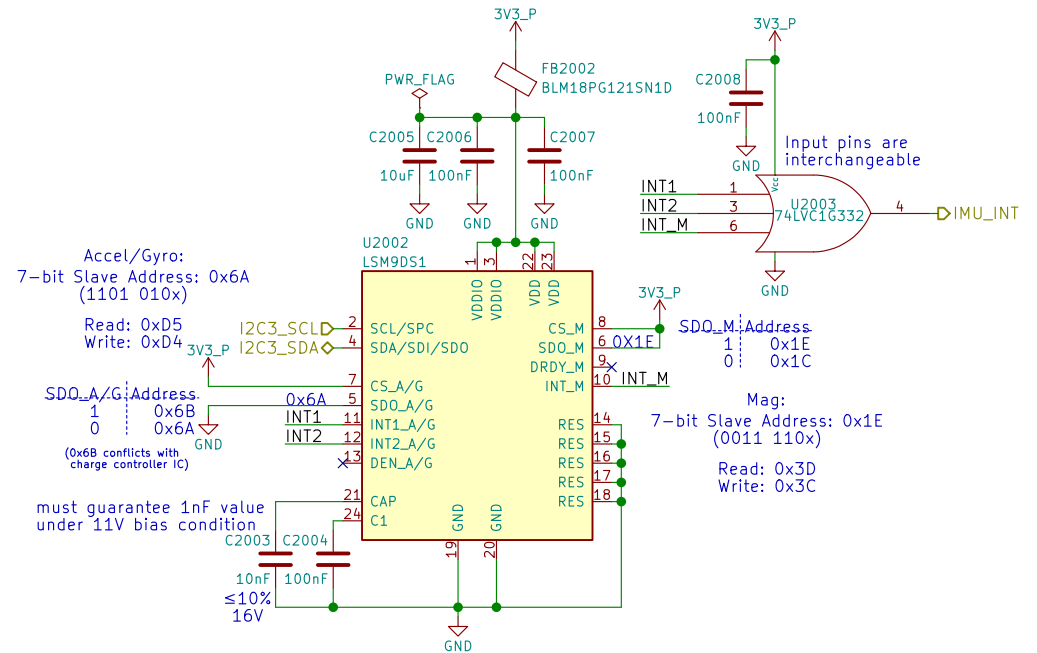 3V3_P
FB2002
BLM18PG121SN1D
PWR_FLAG
C2005
10uF
C2006
100nF
C2007
100nF
GND
GND
GND
3V3_P
C2008
100nF
GND
Input pins are
interchangeable
INT1
1
INT2
3
INT_M
6
Vcc
U2003
74LVC1G332
4
IMU_INT
GND
U2002
LSM9DS1
1
3
22
23
VDDIO
VDDIO
VDD
VDD
Accel/Gyro:
7-bit Slave Address: 0x6A
(1101 010x)
Read: 0xD5
Write: 0xD4
I2C3_SCL
2
SCL/SPC
I2C3_SDA
4
SDA/SDI/SDO
3V3_P
7
CS_A/G
0x6A
5
SDO_A/G
GND
INT1
11
INT1_A/G
INT2
12
INT2_A/G
13
DEN_A/G
21
CAP
24
C1
SDO_A/G Address
1 0x6B
0 0x6A
(0x6B conflicts with
charge controller IC)
must guarantee 1nF value
under 11V bias condition
C2003
10nF
≤10%
16V
C2004
100nF
GND
GND
19
20
GND
3V3_P
CS_M
8
SDO_M
6
0X1E
DRDY_M
9
INT_M
10
INT_M
RES
14
RES
15
RES
16
RES
17
RES
18
SDO_M Address
1 0x1E
0 0x1C
Mag:
7-bit Slave Address: 0x1E
(0011 110x)
Read: 0x3D
Write: 0x3C